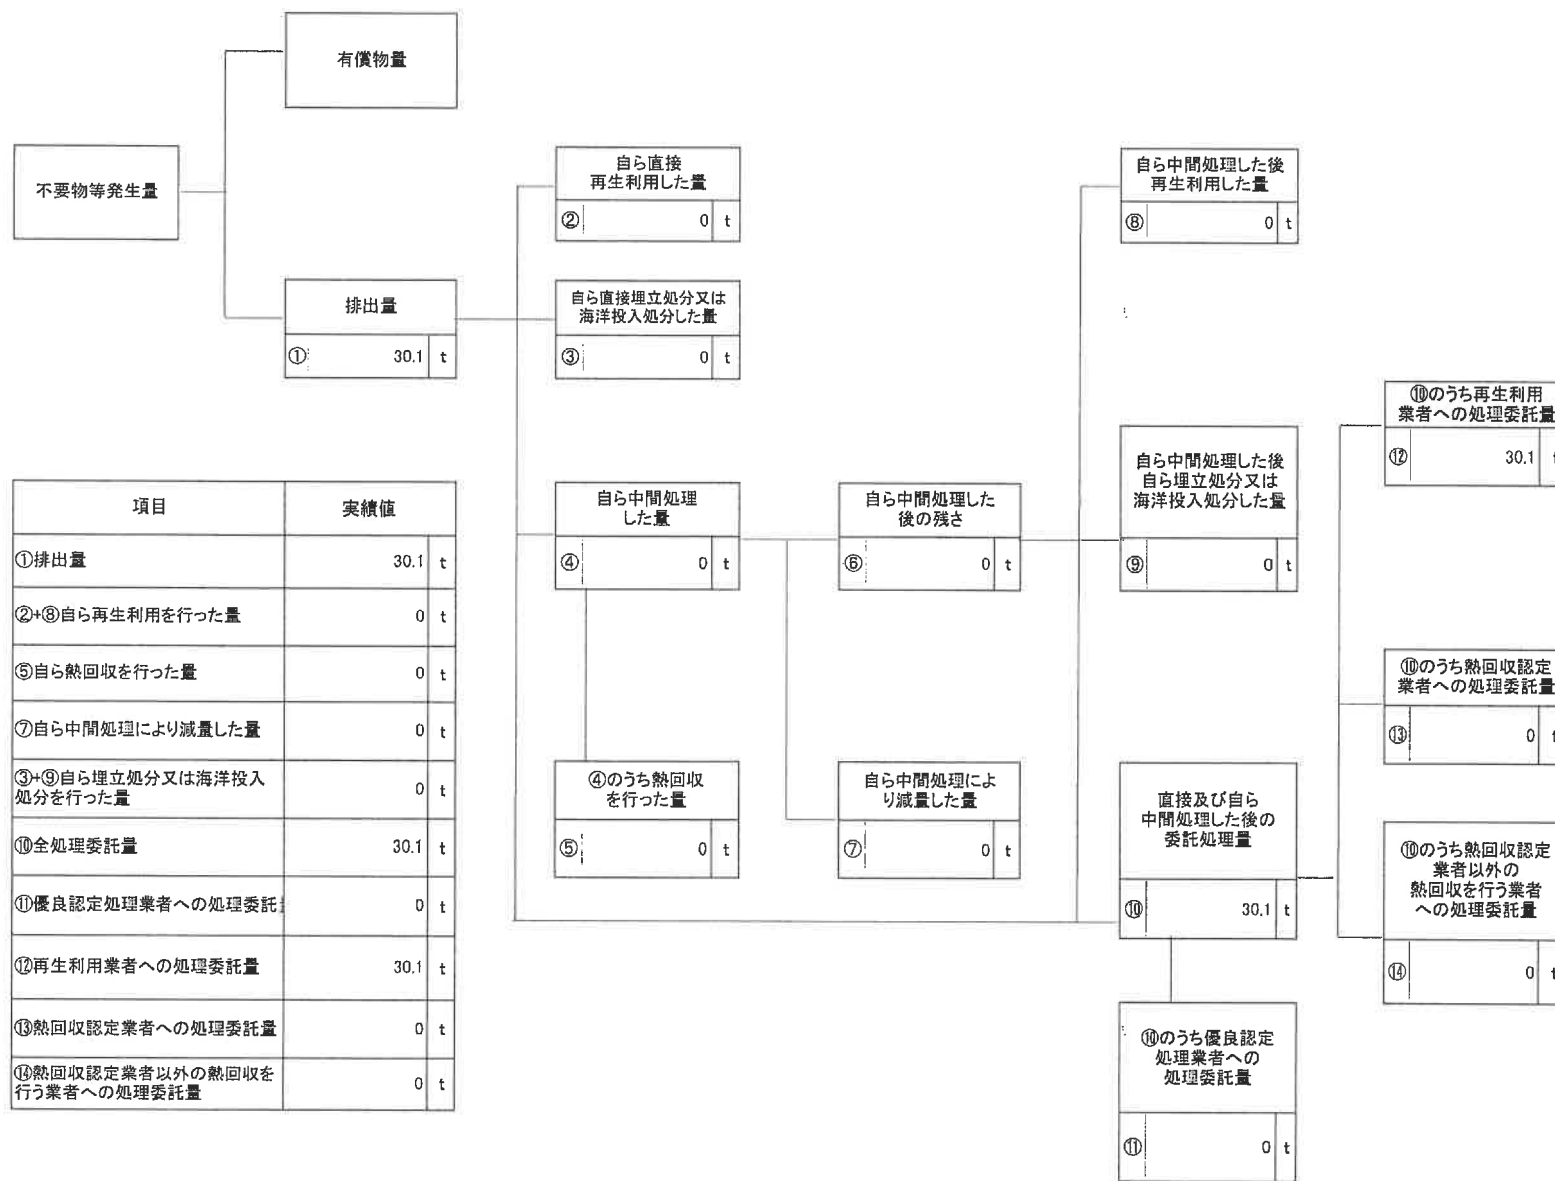 有償物量
不要物等発生量
排出量
① 30.1 t
自ら直接
再生利用した量
② 0 t
自ら直接埋立処分又は
海洋投入処分した量
③ 0 t
自ら中間処理
した量
④ 0 t
④のうち熱回収
を行った量
⑤ 0 t
自ら中間処理した
後の残さ
⑥ 0 t
自ら中間処理によ
り減量した量
⑦ 0 t
自ら中間処理した後
再生利用した量
⑧ 0 t
自ら中間処理した後
自ら埋立処分又は
海洋投入処分した量
⑨ 0 t
直接及び自ら
中間処理した後の
委託処理量
⑩ 30.1 t
⑩のうち優良認定
処理業者への
処理委託量
⑪ 0 t
⑩のうち再生利用
業者への処理委託量
⑫ 30.1 t
⑩のうち熱回収認定
業者への処理委託量
⑬ 0 t
⑩のうち熱回収認定
業者以外の
熱回収を行う業者
への処理委託量
⑭ 0 t
項目 実績値
①排出量 30.1 t
②+⑧自ら再生利用を行った量 0 t
⑤自ら熱回収を行った量 0 t
⑦自ら中間処理により減量した量 0 t
③+⑨自ら埋立処分又は海洋投入
処分を行った量 0 t
⑩全処理委託量 30.1 t
⑪優良認定処理業者への処理委託 0 t
⑫再生利用業者への処理委託量 30.1 t
⑬熱回収認定業者への処理委託量 0 t
⑭熱回収認定業者以外の熱回収を
行う業者への処理委託量 0 t